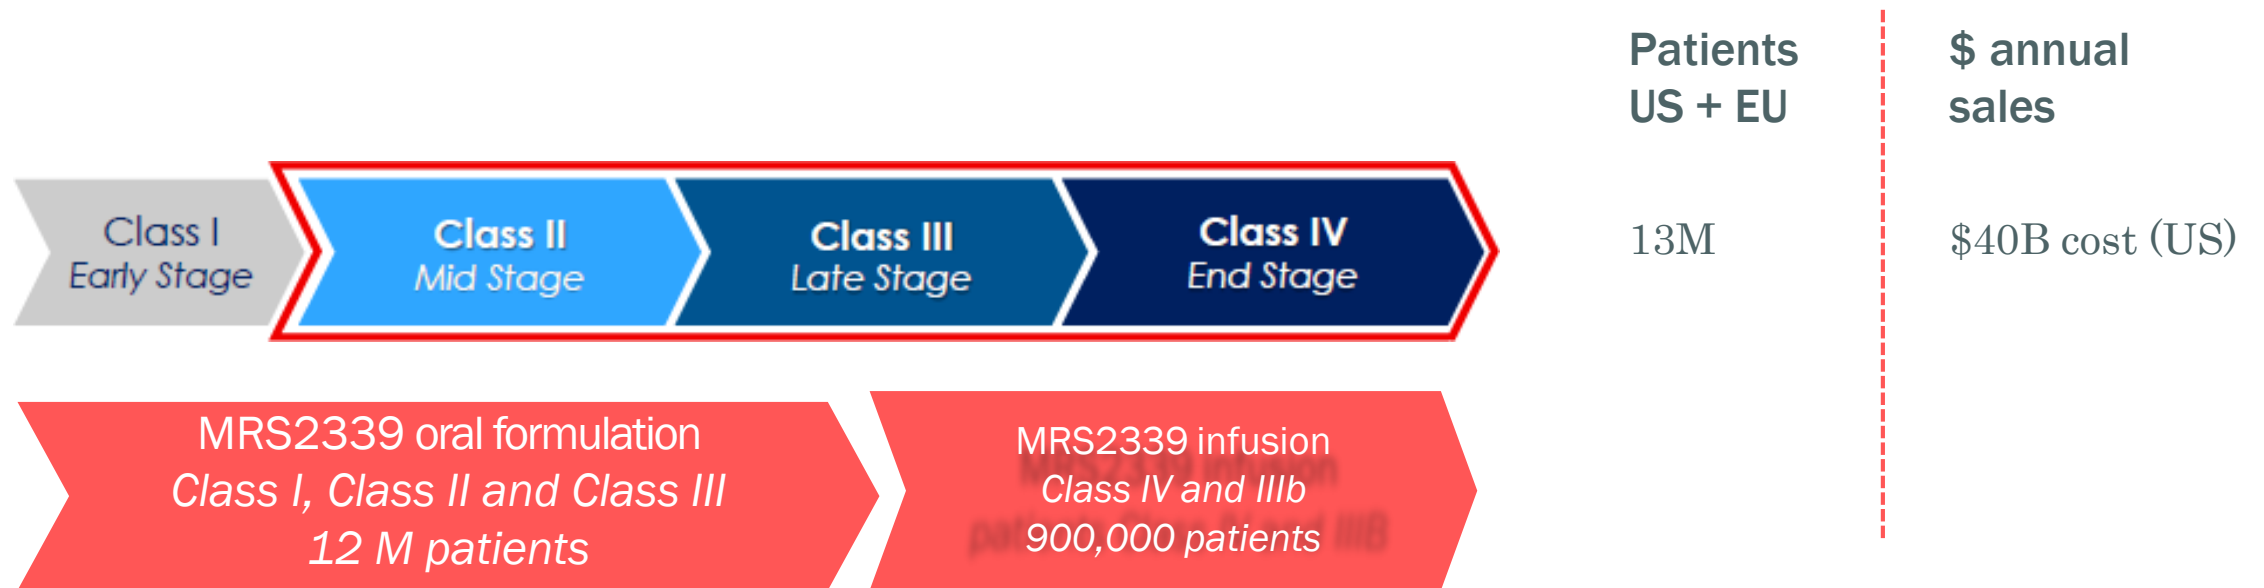 Patients
US + EU
$ annual
sales
Class I
Early Stage
Class II
Mid Stage
Class III
Late Stage
Class IV
End Stage
13M
$40B cost (US)
MRS2339 oral formulation
Class I, Class II and Class III
12 M patients
MRS2339 infusion
Class IV and IIIb
900,000 patients